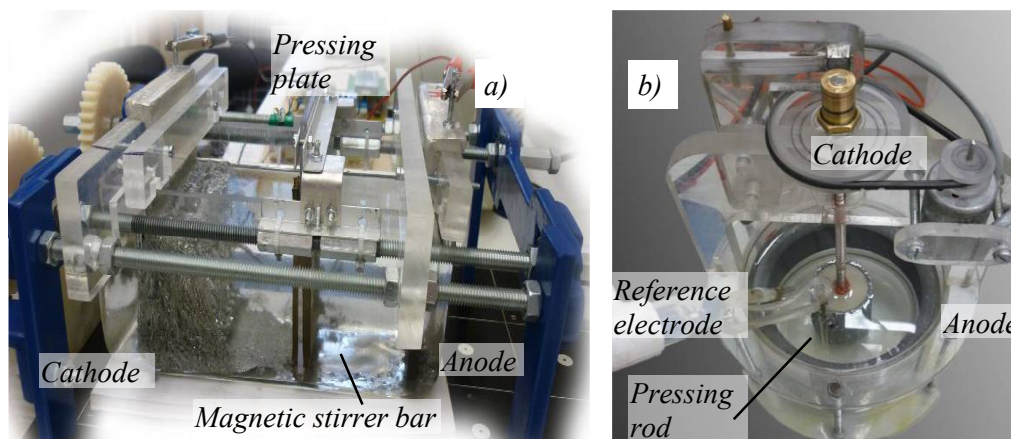 Pressing
plate
a)
Cathode
Anode
Magnetic stirrer bar
b)
Cathode
Reference
electrode
Anode
Pressing
rod